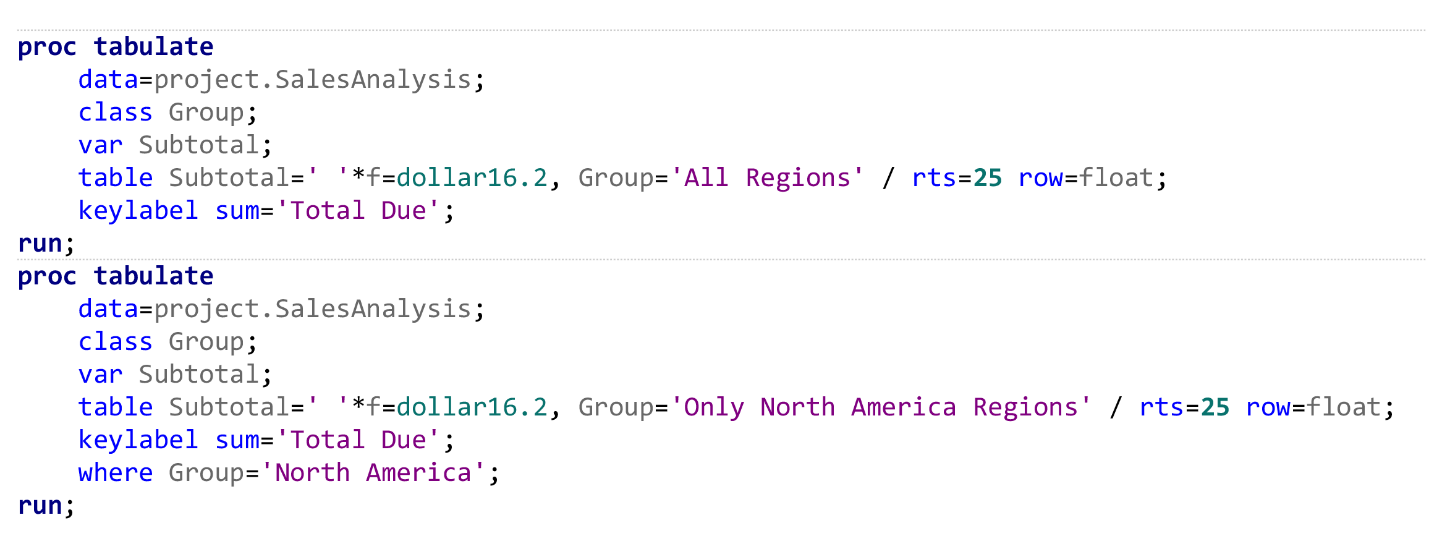 proc tabulate
    data=project.SalesAnalysis;
    class Group;
    var Subtotal;
    table Subtotal=' '*f=dollar16.2, Group='All Regions' / rts=25 row=float;
    keylabel sum='Total Due';
run;
proc tabulate
    data=project.SalesAnalysis;
    class Group;
    var Subtotal;
    table Subtotal=' '*f=dollar16.2, Group='Only North America Regions' / rts=25 row=float;
    keylabel sum='Total Due';
    where Group='North America';
run;